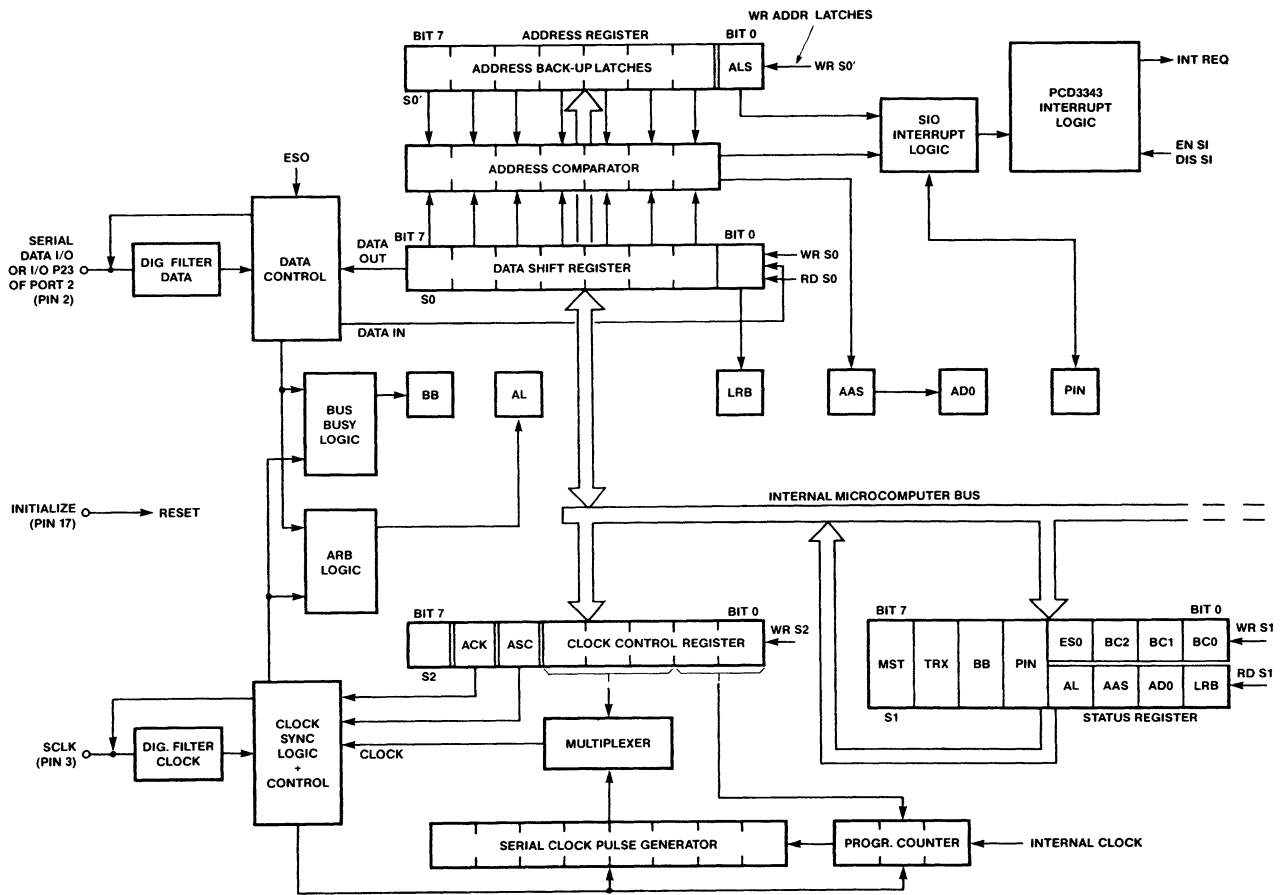 WR ADDR LATCHES
BIT 7 ADDRESS REGISTER BIT 0
ADDRESS BACK-UP LATCHES ALS WR S0'
S0'
INT REQ
PCD3343
INTERRUPT
LOGIC
EN SI
DIS SI
SIO
INTERRUPT
LOGIC
ADDRESS COMPARATOR
ESO
SERIAL
DATA I/O
OR I/O P23
OF PORT 2
(PIN 2)
DIG. FILTER
DATA
DATA
CONTROL
DATA
OUT
BIT 7 BIT 0
DATA SHIFT REGISTER
WR S0
RD S0
S0
DATA IN
BUS
BUSY
LOGIC
BB
AL
LRB
AAS
AD0
PIN
INTERNAL MICROCOMPUTER BUS
INITIALIZE
(PIN 17)
RESET
ARB
LOGIC
BIT 7 BIT 0
ACK ASC CLOCK CONTROL REGISTER
WR S2
S2
BIT 7 BIT 0
MST TRX BB PIN
ES0 BC2 BC1 BC0
WR S1
AL AAS AD0 LRB
RD S1
S1 STATUS REGISTER
SCLK
(PIN 3)
DIG. FILTER
CLOCK
CLOCK
SYNC
LOGIC
+
CONTROL
CLOCK
MULTIPLEXER
SERIAL CLOCK PULSE GENERATOR
PROGR. COUNTER
INTERNAL CLOCK